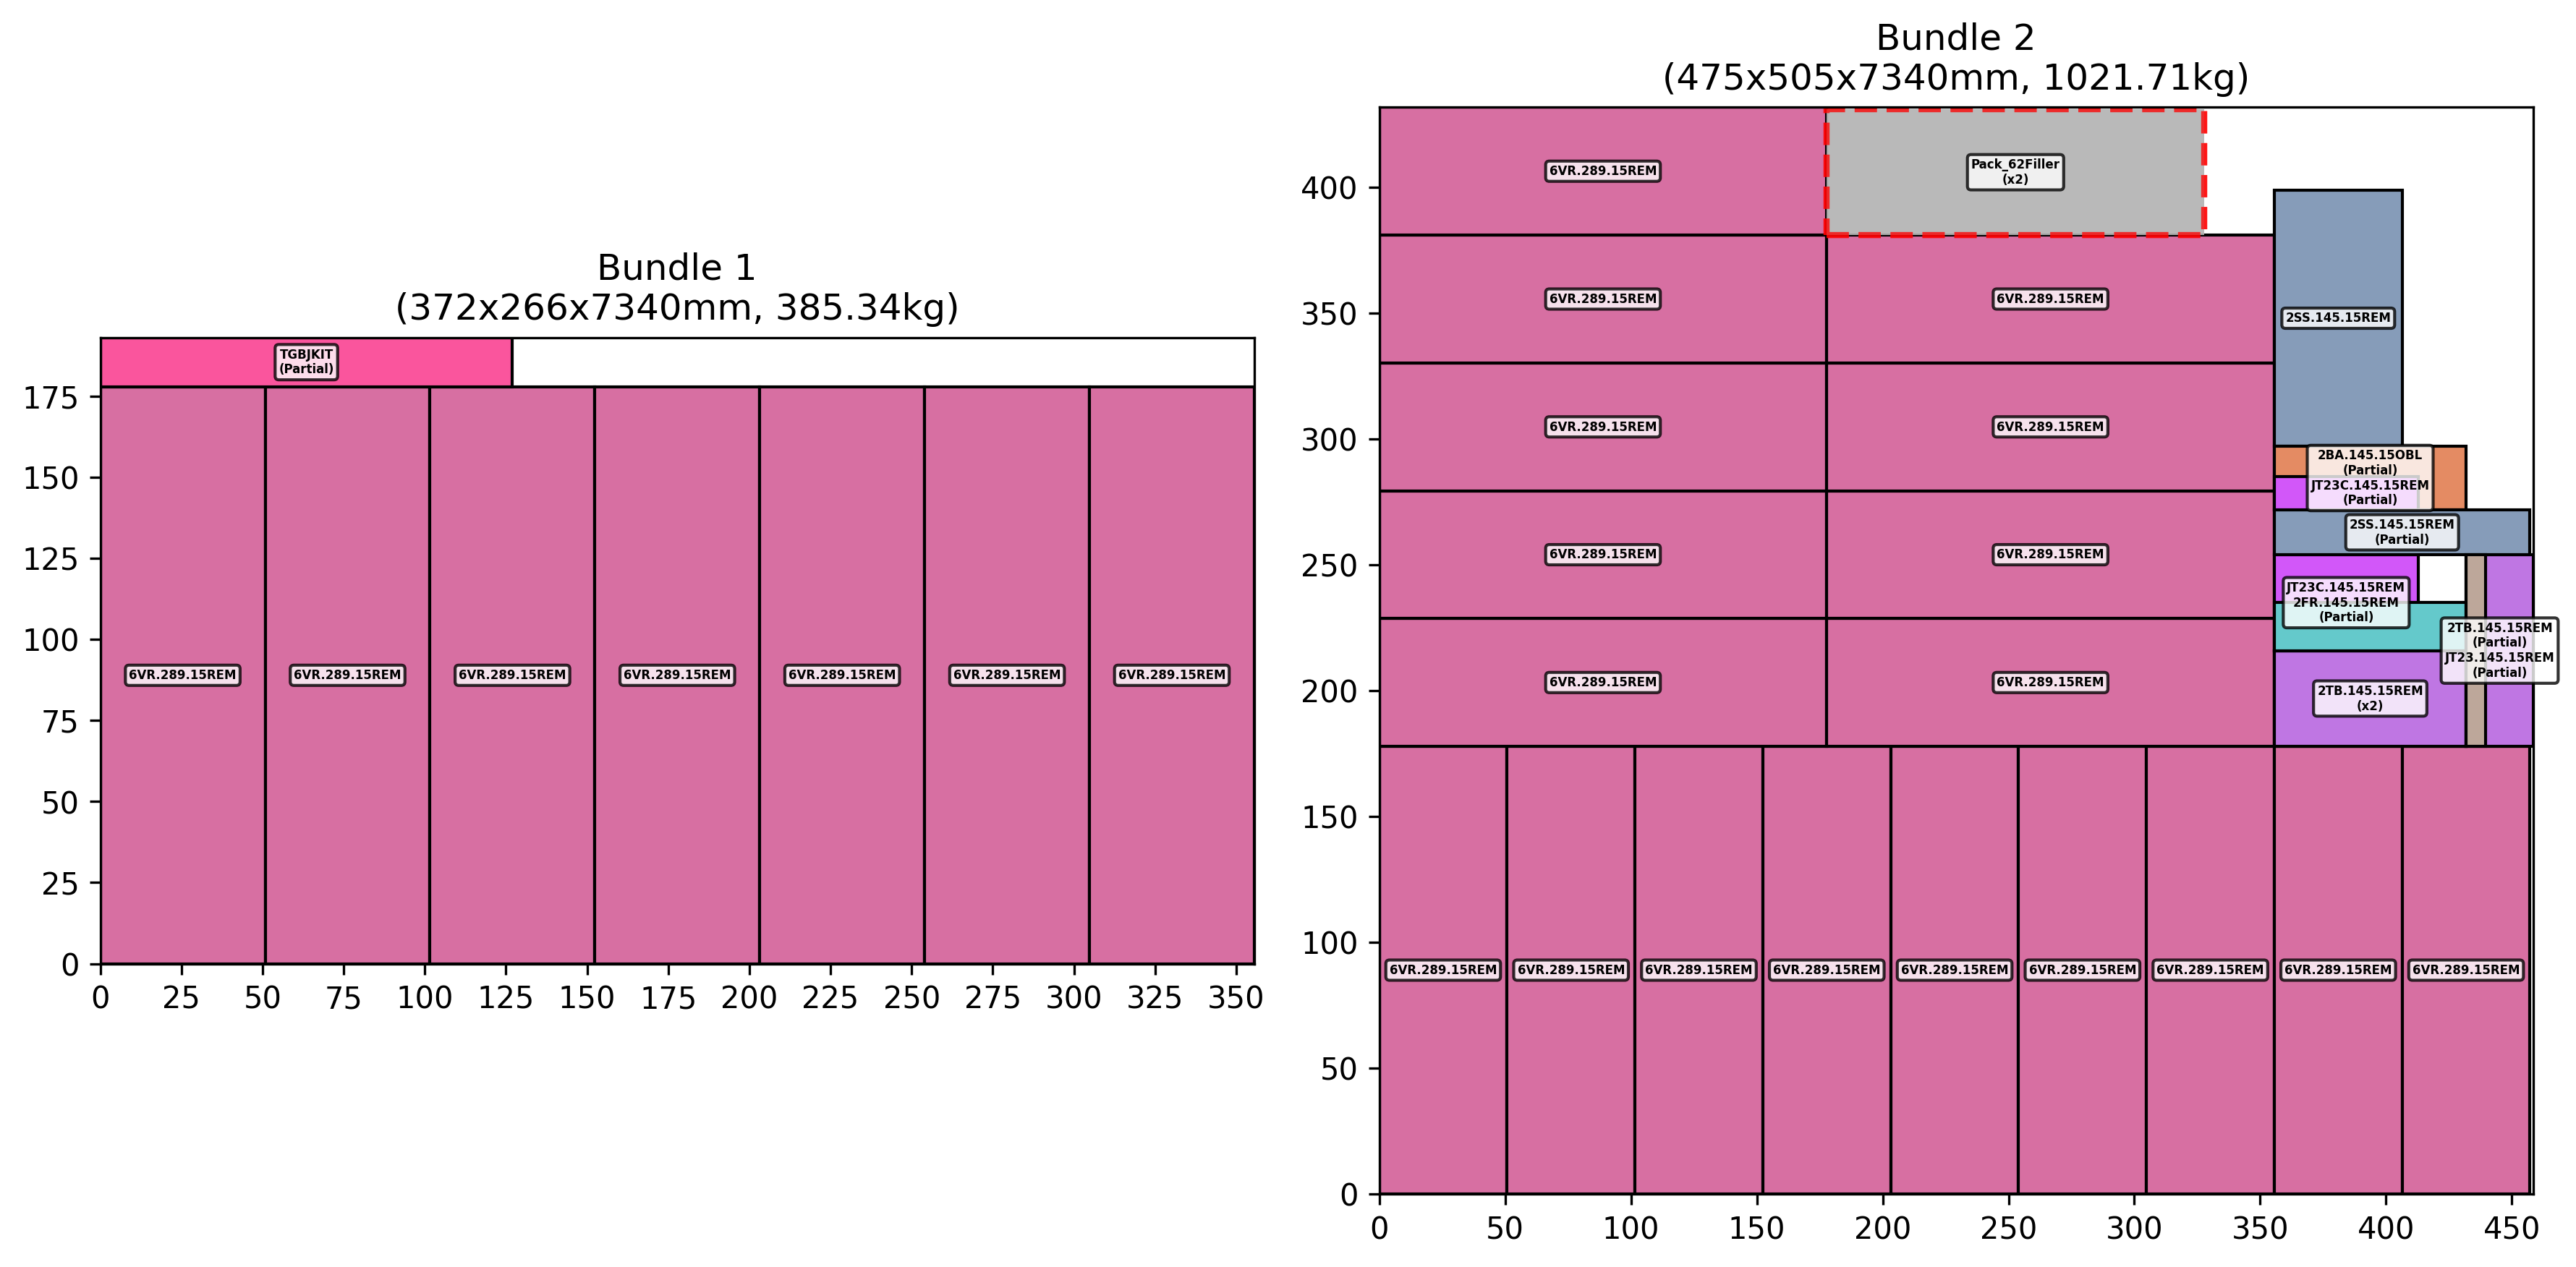 Bundle 1
(372x266x7340mm, 385.34kg)
TGBJKIT
(Partial)
175
150
125
100
75
50
25
0
6VR.289.15REM
6VR.289.15REM
6VR.289.15REM
6VR.289.15REM
6VR.289.15REM
6VR.289.15REM
6VR.289.15REM
0 25 50 75 100 125 150 175 200 225 250 275 300 325 350
Bundle 2
(475x505x7340mm, 1021.71kg)
400
350
300
250
200
150
100
50
0
6VR.289.15REM
Pack_62Filler
(x2)
6VR.289.15REM
6VR.289.15REM
2SS.145.15REM
6VR.289.15REM
6VR.289.15REM
2BA.145.15OBL
(Partial)
JT23C.145.15REM
(Partial)
2SS.145.15REM
(Partial)
6VR.289.15REM
6VR.289.15REM
JT23C.145.15REM
2FR.145.15REM
(Partial)
2TB.145.15REM
(Partial)
JT23.145.15REM
(Partial)
6VR.289.15REM
6VR.289.15REM
2TB.145.15REM
(x2)
6VR.289.15REM
6VR.289.15REM
6VR.289.15REM
6VR.289.15REM
6VR.289.15REM
6VR.289.15REM
6VR.289.15REM
6VR.289.15REM
6VR.289.15REM
0 50 100 150 200 250 300 350 400 450